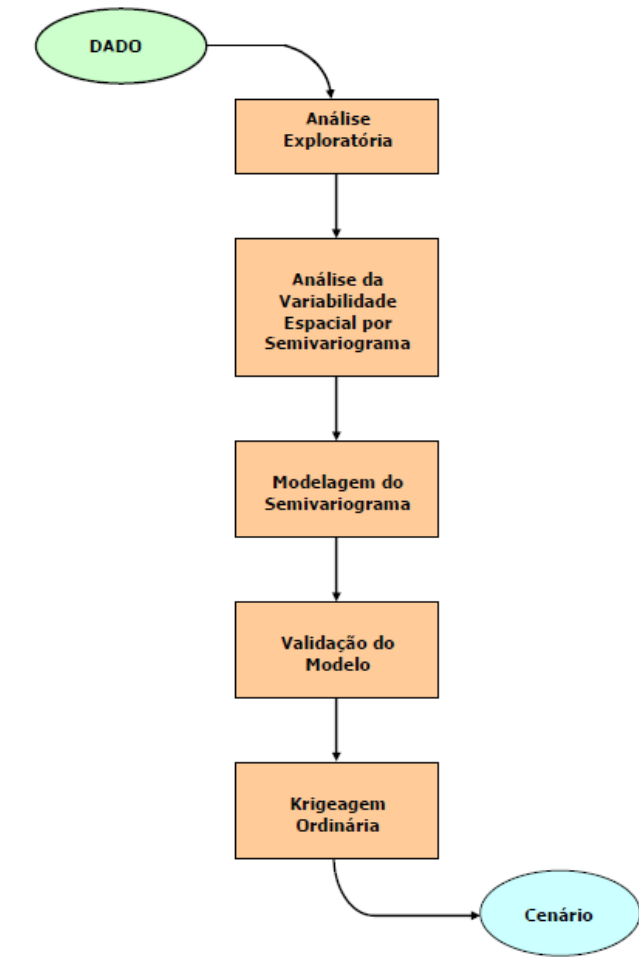 DADO
Análise
Exploratória
Análise da
Variabilidade
Espacial por
Semivariograma
Modelagem do
Semivariograma
Validação do
Modelo
Krigeagem
Ordinária
Cenário